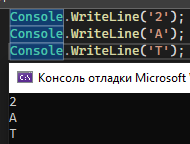 Console.WriteLine('2');
Console.WriteLine('A');
Console.WriteLine('T');
Консоль отладки Microsoft
2
A
T